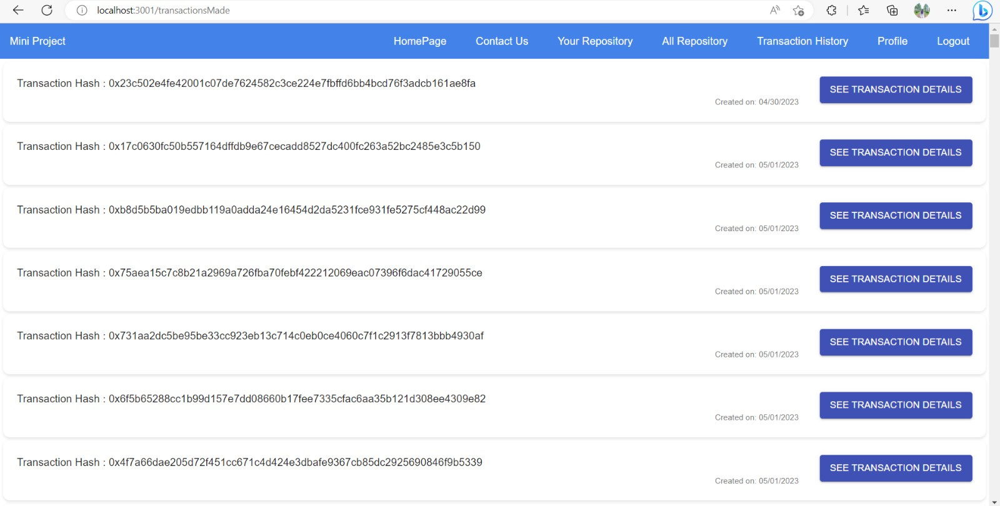 localhost:3001/transactionsMade
Mini Project HomePage Contact Us Your Repository All Repository Transaction History Profile Logout
Transaction Hash : 0x23c502e4fe42001c07de7624582c3ce224e7fbffd6bb4bcd76f3adcb161ae8fa
Created on: 04/30/2023
SEE TRANSACTION DETAILS
Transaction Hash : 0x17c0630fc50b557164dffdb9e67cecadd8527dc400fc263a52bc2485e3c5b150
Created on: 05/01/2023
SEE TRANSACTION DETAILS
Transaction Hash : 0xb8d5b5ba019edbb119a0adda24e16454d2da5231fce931fe5275cf448ac22d99
Created on: 05/01/2023
SEE TRANSACTION DETAILS
Transaction Hash : 0x75aea15c7c8b21a2969a726fba70febf422212069eac07396f6dac41729055ce
Created on: 05/01/2023
SEE TRANSACTION DETAILS
Transaction Hash : 0x731aa2dc5be95be33cc923eb13c714c0eb0ce4060c7f1c2913f7813bbb4930af
Created on: 05/01/2023
SEE TRANSACTION DETAILS
Transaction Hash : 0x6f5b65288cc1b99d157e7dd08660b17fee7335cfac6aa35b121d308ee4309e82
Created on: 05/01/2023
SEE TRANSACTION DETAILS
Transaction Hash : 0x4f7a66dae205d72f451cc671c4d424e3dbafe9367cb85dc2925690846f9b5339
Created on: 05/01/2023
SEE TRANSACTION DETAILS